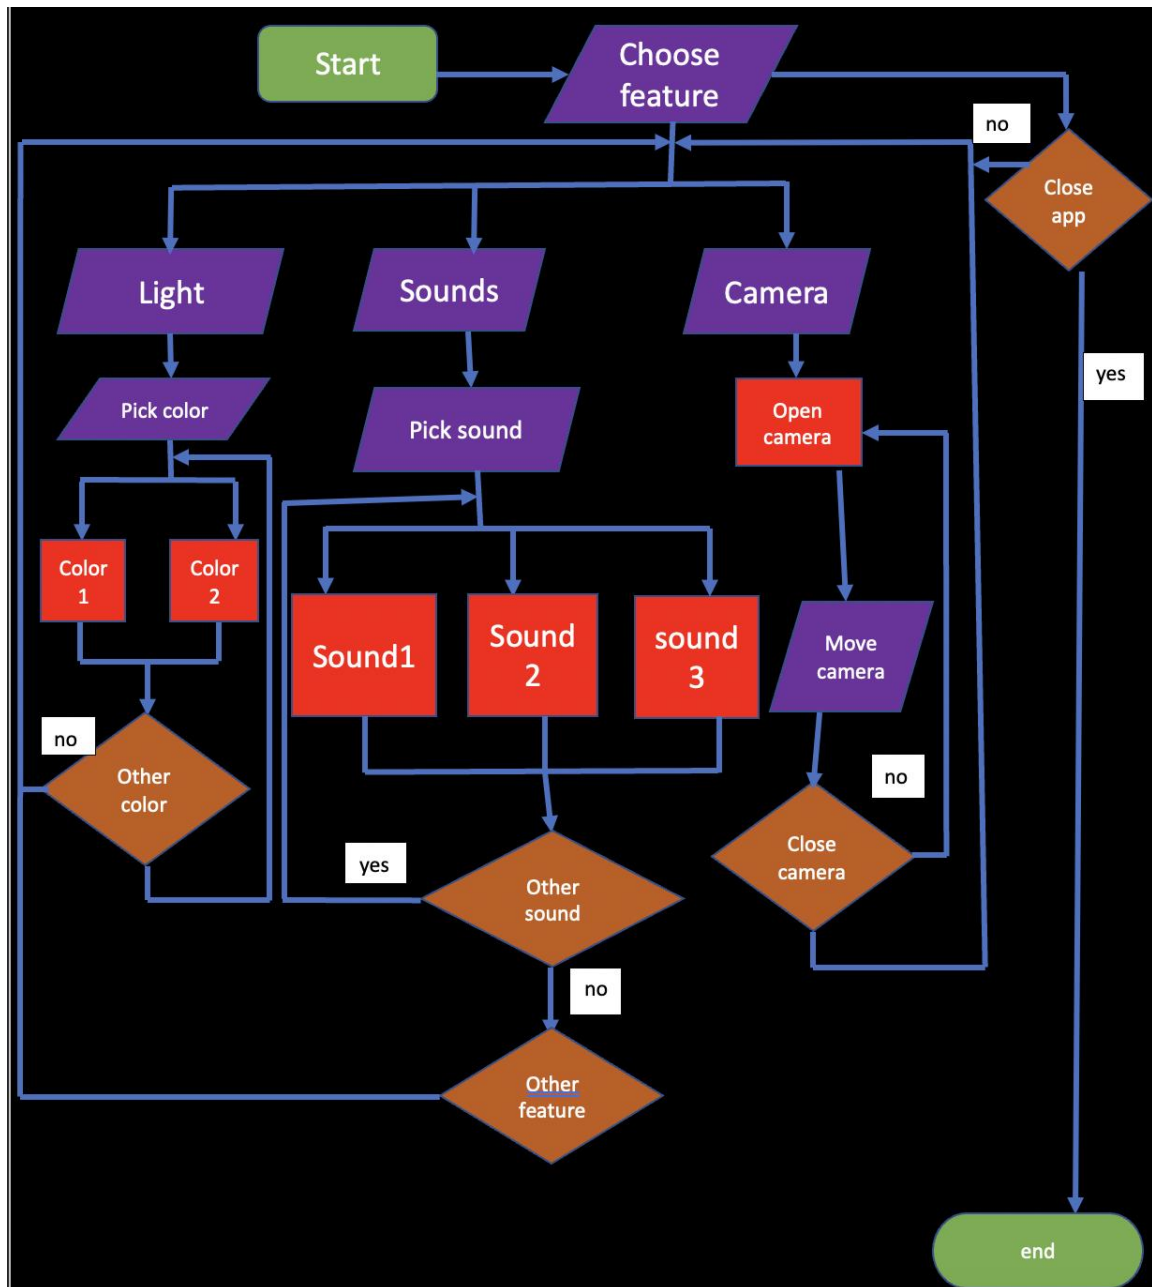 Start
Choose
feature
no
Close
app
Light
Sounds
Camera
yes
Pick color
Pick sound
Open
camera
Color
1
Color
2
Sound1
Sound
2
sound
3
Move
camera
no
Other
color
no
Close
camera
yes
Other
sound
no
Other
feature
end